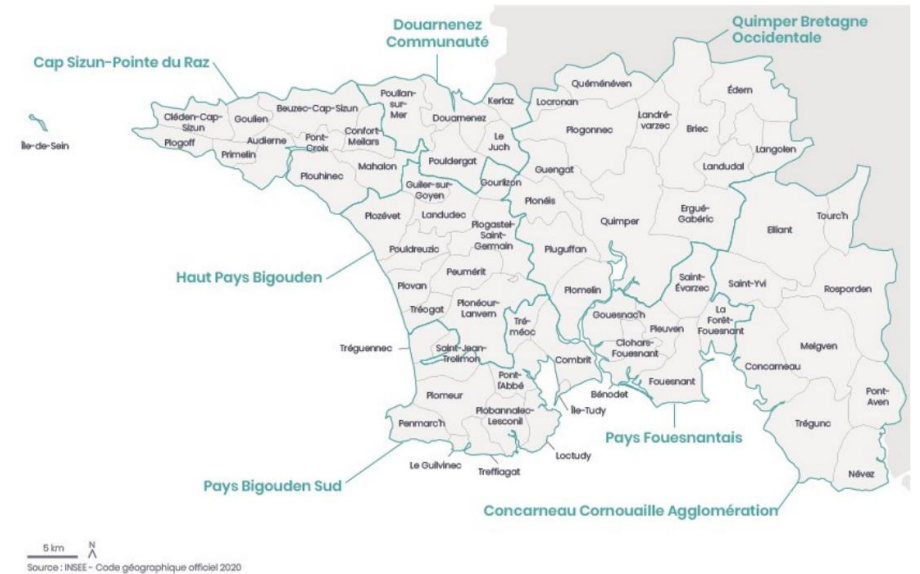 Douarnenez
Communauté
Quimper Bretagne
Occidentale
Cap Sizun-Pointe du Raz
Île-de-Sein
Cléden-Cap-
Sizun
Plogoff
Goulien
Primelin
Beuzec-Cap-Sizun
Audierne
Pont-
Croix
Confort-
Meilars
Plouhinec
Mahalon
Poullan-
sur-
Mer
Douarnenez
Kerlaz
Le
Juch
Pouldergat
Locronan
Quéménéven
Plogonnec
Landré-
varzec
Briec
Édern
Langolen
Landudal
Guengat
Gourlizon
Plonéis
Quimper
Ergué-
Gabéric
Pluguffan
Plomelin
Guiler-sur-
Goyen
Plozévet
Landudec
Plogastel-
Saint-
Germain
Pouldreuzic
Peumérit
Plovan
Tréogat
Plonéour-
Lanvern
Haut Pays Bigouden
Tréguennec
Saint-Jean-
Trolimon
Tré-
méoc
Combrit
Pont-
l'Abbé
Plomeur
Plobannalec-
Lesconil
Penmarc'h
Le Guilvinec
Treffiagat
Loctudy
Île-Tudy
Pays Bigouden Sud
Bénodet
Gouesnac'h
Clohars-
Fouesnant
Pleuven
Saint-
Évarzec
La
Forêt-
Fouesnant
Fouesnant
Pays Fouesnantais
Elliant
Tourc'h
Saint-Yvi
Rosporden
Melgven
Concarneau
Pont-
Aven
Trégunc
Névez
Concarneau Cornouaille Agglomération
5 km
N
Source : INSEE - Code géographique officiel 2020